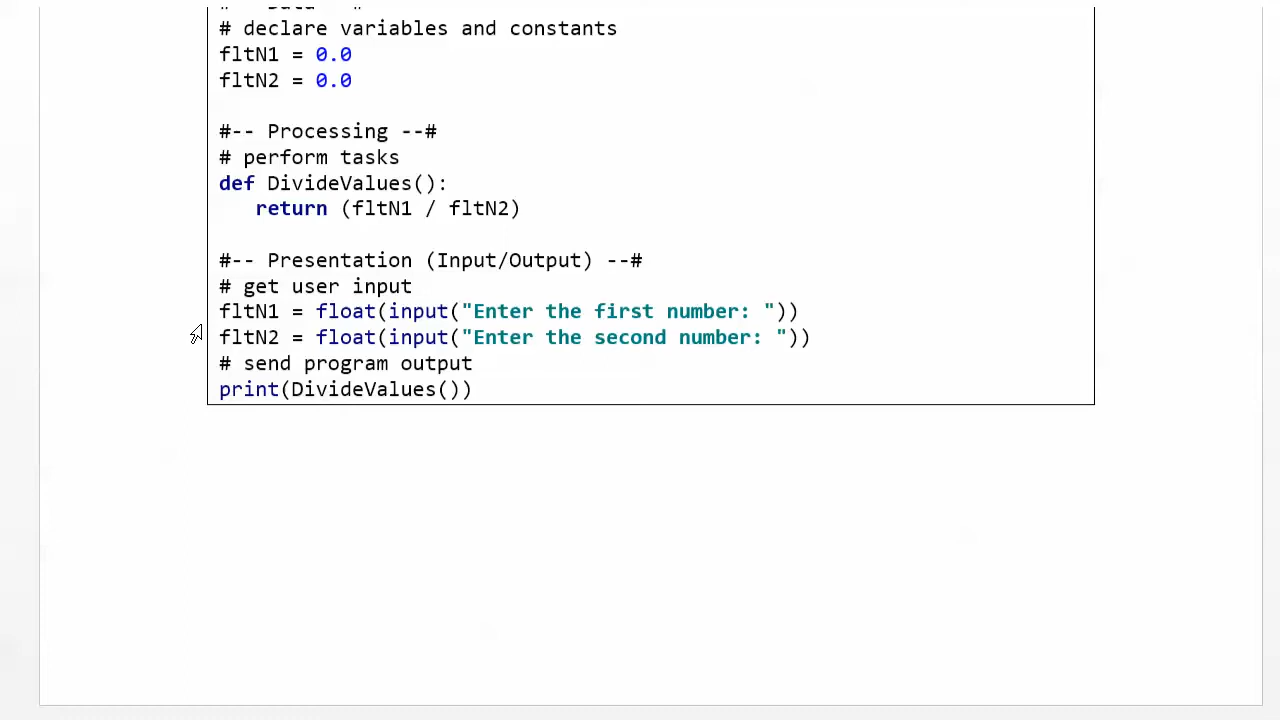 # declare variables and constants
fltN1 = 0.0
fltN2 = 0.0
#-- Processing --#
# perform tasks
def DivideValues():
return (fltN1 / fltN2)
#-- Presentation (Input/Output) --#
# get user input
fltN1 = float(input("Enter the first number: "))
fltN2 = float(input("Enter the second number: "))
# send program output
print(DivideValues())